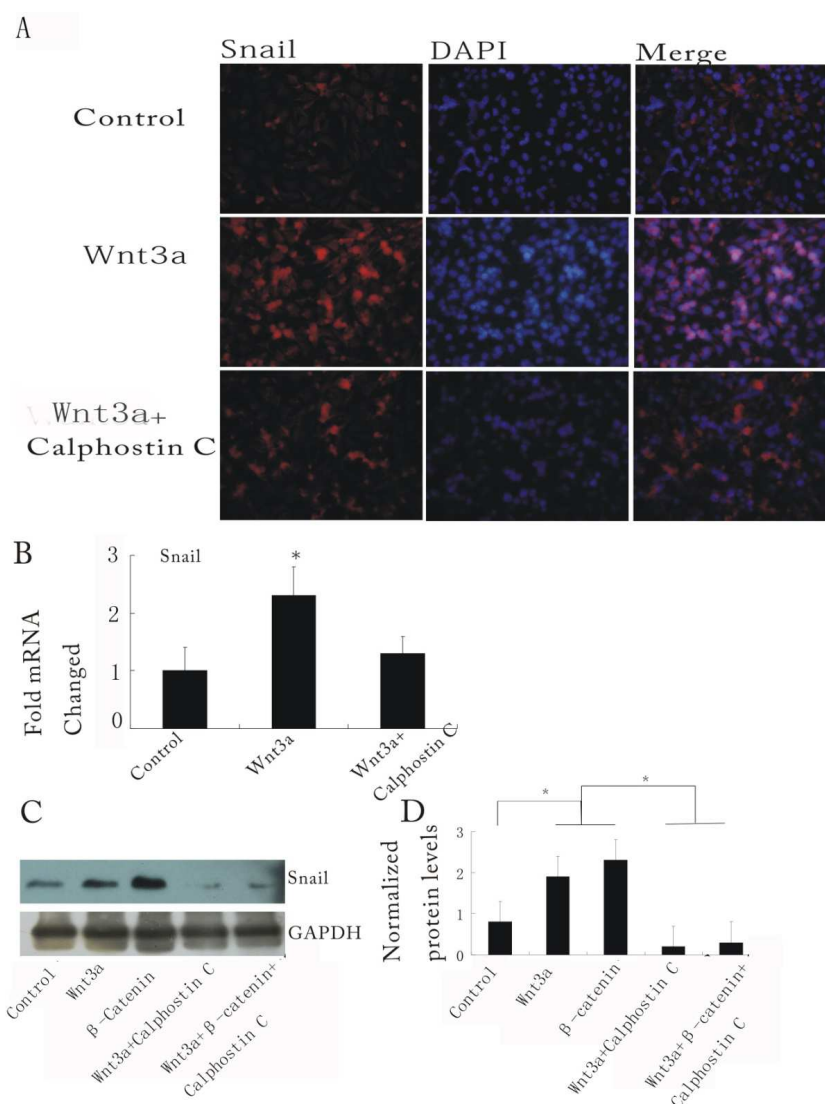 A
Snail DAPI Merge
Control
Wnt3a
Wnt3a+
Calphostin C
B
Snail
*
3
2
1
0
Fold mRNA
Changed
Control
Wnt3a
Wnt3a+
Calphostin C
C
Snail
GAPDH
Control
Wnt3a
β-Catenin
Wnt3a+Calphostin C
Wnt3a+β-catenin+
Calphostin C
D
*
*
3
2
1
0
Normalized
protein levels
Control
Wnt3a
β-catenin
Wnt3a+Calphostin C
Wnt3a+β-catenin+
Calphostin C